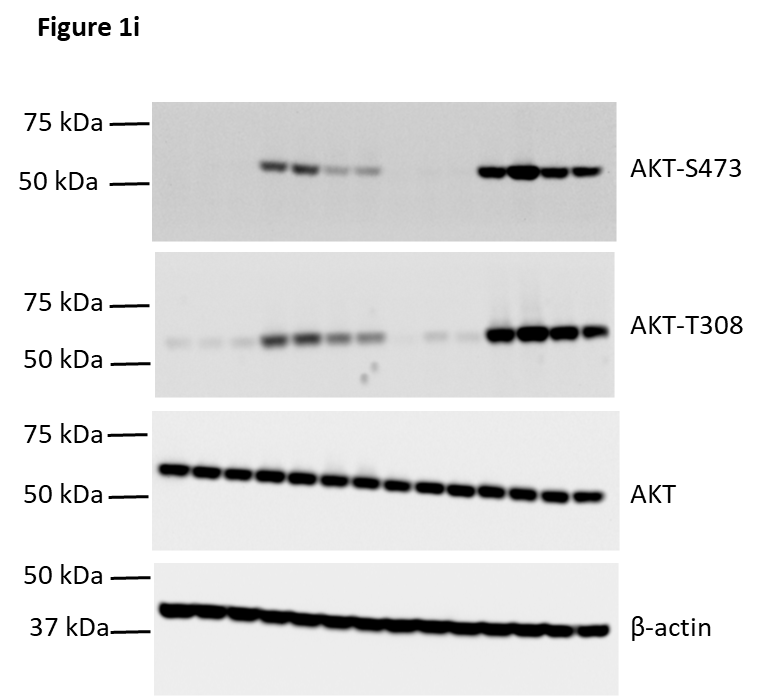 Figure 1i
75 kDa
50 kDa
AKT-S473
75 kDa
50 kDa
AKT-T308
75 kDa
50 kDa
AKT
50 kDa
37 kDa
β-actin